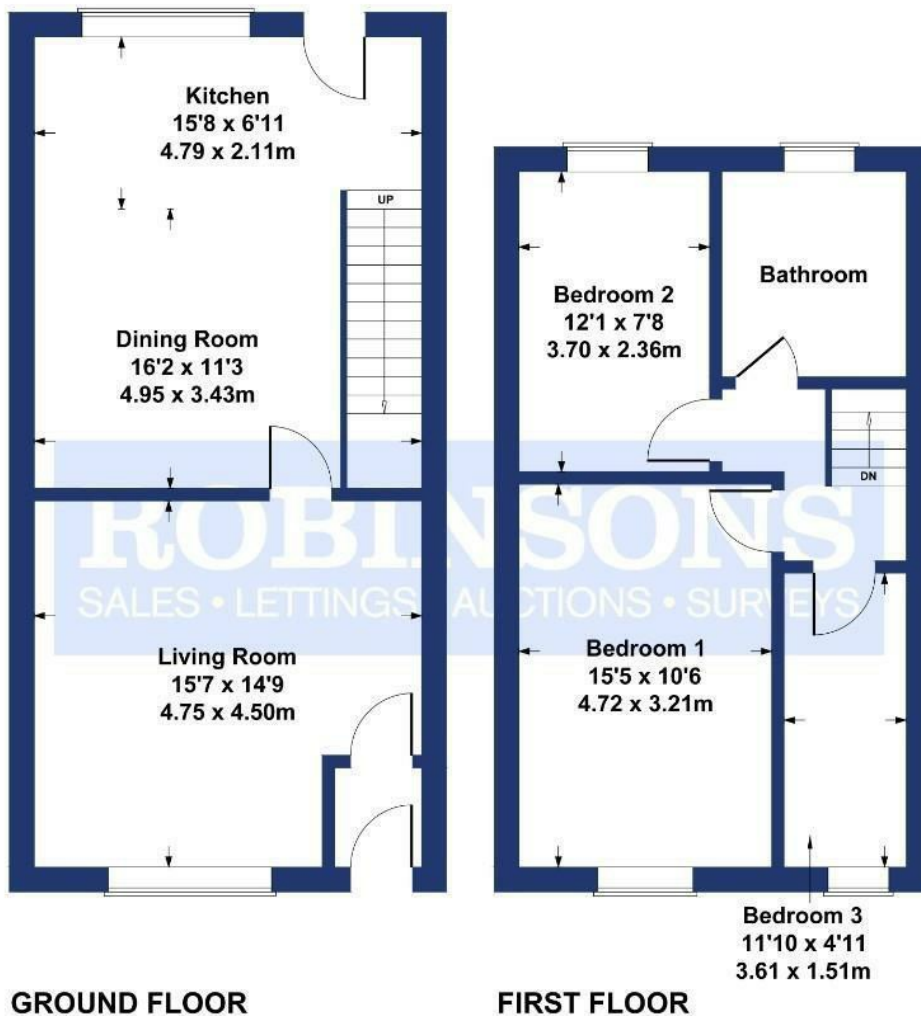 Kitchen
15'8 x 6'11
4.79 x 2.11m
UP
Dining Room
16'2 x 11'3
4.95 x 3.43m
Living Room
15'7 x 14'9
4.75 x 4.50m
Bedroom 2
12'1 x 7'8
3.70 x 2.36m
Bathroom
DN
ROBINSONS
SALES • LETTINGS • AUCTIONS • SURVEYS
Bedroom 1
15'5 x 10'6
4.72 x 3.21m
Bedroom 3
11'10 x 4'11
3.61 x 1.51m
GROUND FLOOR
FIRST FLOOR